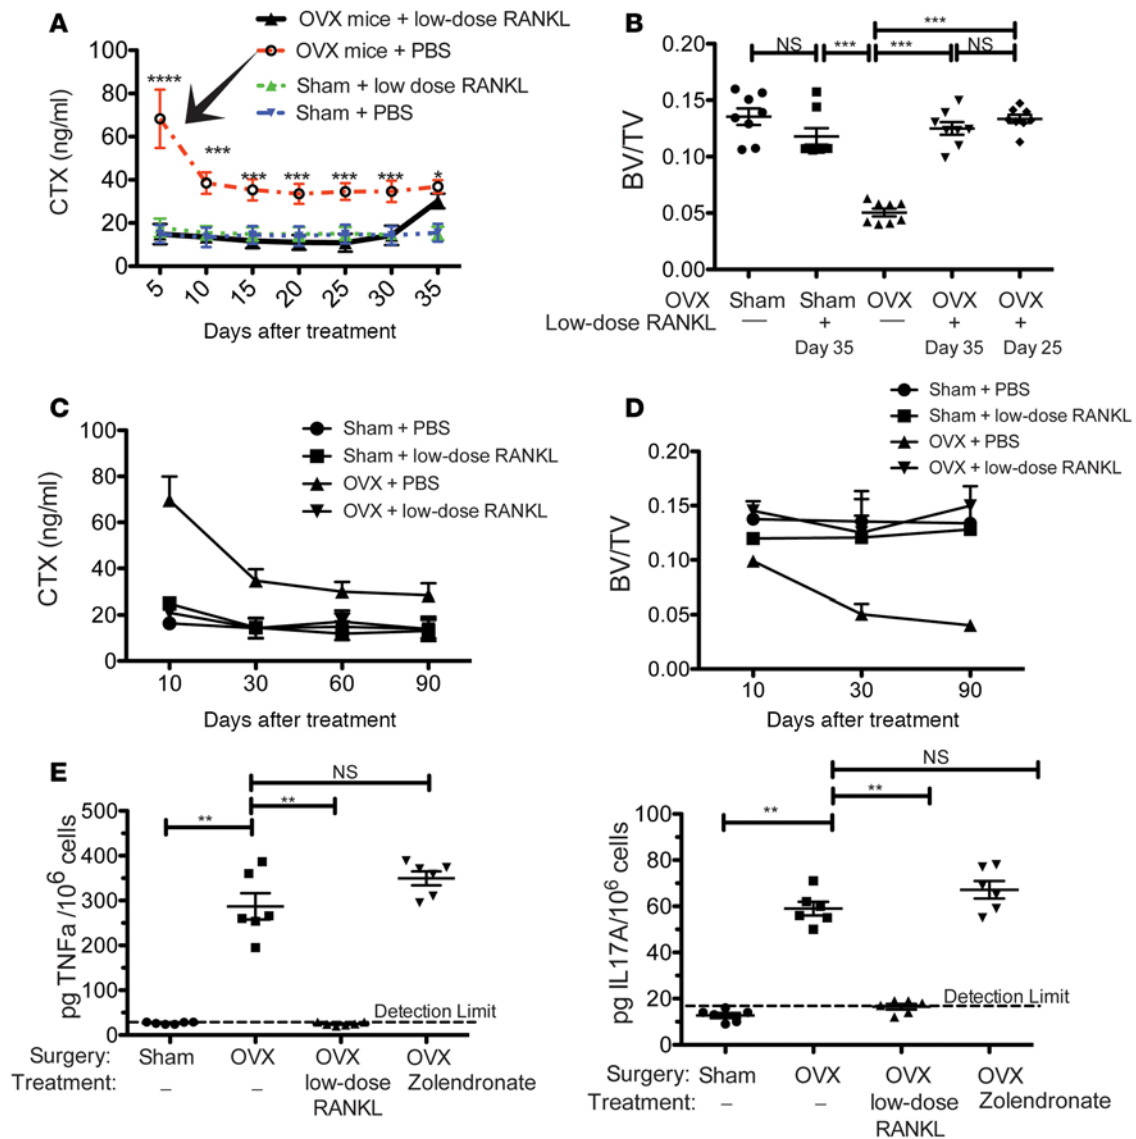 A
OVX mice + low-dose RANKL
OVX mice + PBS
Sham + low dose RANKL
Sham + PBS
CTX (ng/ml)
100
80
60
40
20
0
****
***
***
***
***
***
*
5 10 15 20 25 30 35
Days after treatment
B
***
NS *** *** NS
BV/TV
0.20
0.15
0.10
0.05
0.00
OVX Sham Sham OVX OVX OVX
Low-dose RANKL — + — + +
Day 35 Day 35 Day 25
C
Sham + PBS
Sham + low-dose RANKL
OVX + PBS
OVX + low-dose RANKL
CTX (ng/ml)
100
80
60
40
20
0
10 30 60 90
Days after treatment
D
Sham + PBS
Sham + low-dose RANKL
OVX + PBS
OVX + low-dose RANKL
BV/TV
0.20
0.15
0.10
0.05
0.00
10 30 90
Days after treatment
E
NS
**
**
pg TNFa /10⁶ cells
500
400
300
200
100
0
Detection Limit
Surgery: Sham OVX OVX OVX
Treatment: – – low-dose Zolendronate
RANKL
NS
**
**
pg IL17A/10⁶ cells
100
80
60
40
20
0
Detection Limit
Surgery: Sham OVX OVX OVX
Treatment: – – low-dose Zolendronate
RANKL